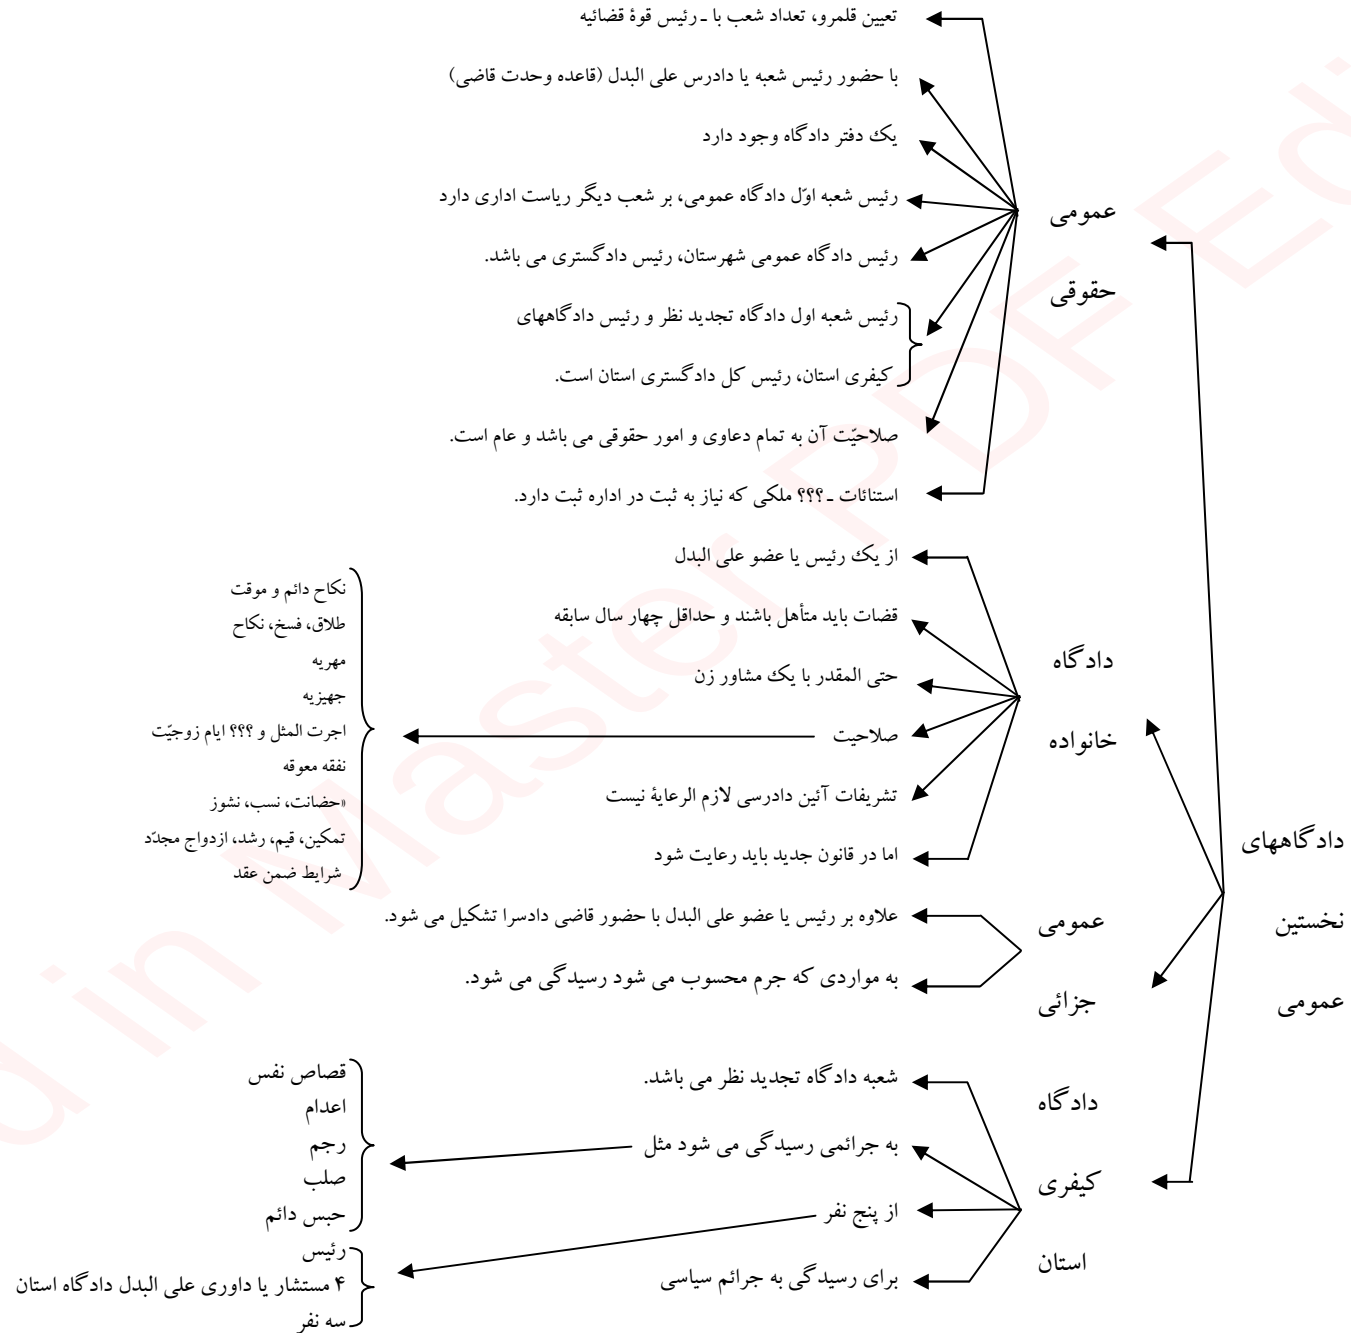 دادگاههای
نخستین
عمومی
عمومی
حقوقی
تعیین قلمرو، تعداد شعب با ـ رئیس قوۀ قضائیه
با حضور رئیس شعبه یا دادرس علی البدل (قاعده وحدت قاضی)
یک دفتر دادگاه وجود دارد
رئیس شعبه اوّل دادگاه عمومی، بر شعب دیگر ریاست اداری دارد
رئیس دادگاه عمومی شهرستان، رئیس دادگستری می باشد.
رئیس شعبه اول دادگاه تجدید نظر و رئیس دادگاههای
کیفری استان، رئیس کل دادگستری استان است.
صلاحیّت آن به تمام دعاوی و امور حقوقی می باشد و عام است.
استنائات ـ ؟؟؟ ملکی که نیاز به ثبت در اداره ثبت دارد.
دادگاه
خانواده
از یک رئیس یا عضو علی البدل
قضات باید متأهل باشند و حداقل چهار سال سابقه
حتی المقدر با یک مشاور زن
صلاحیت
نکاح دائم و موقت
طلاق، فسخ، نکاح
مهریه
جهیزیه
اجرت المثل و ؟؟؟ ایام زوجیّت
نفقه معوقه
«حضانت، نسب، نشوز
تمکین، قیم، رشد، ازدواج مجدّد
شرایط ضمن عقد
تشریفات آئین دادرسی لازم الرعایۀ نیست
اما در قانون جدید باید رعایت شود
عمومی
جزائی
علاوه بر رئیس یا عضو علی البدل با حضور قاضی دادسرا تشکیل می شود.
به مواردی که جرم محسوب می شود رسیدگی می شود.
دادگاه
کیفری
استان
شعبه دادگاه تجدید نظر می باشد.
به جرائمی رسیدگی می شود مثل
قصاص نفس
اعدام
رجم
صلب
حبس دائم
از پنج نفر
رئیس
۴ مستشار یا داوری علی البدل دادگاه استان
سه نفر
برای رسیدگی به جرائم سیاسی
d in Master PDF Edi